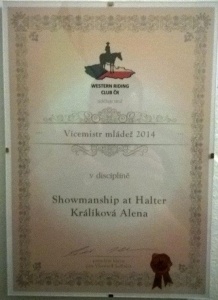 WESTERN RIDING
CLUB ČR
Vicemistr mládež 2014
v disciplíně
Showmanship at Halter
Králíková Alena